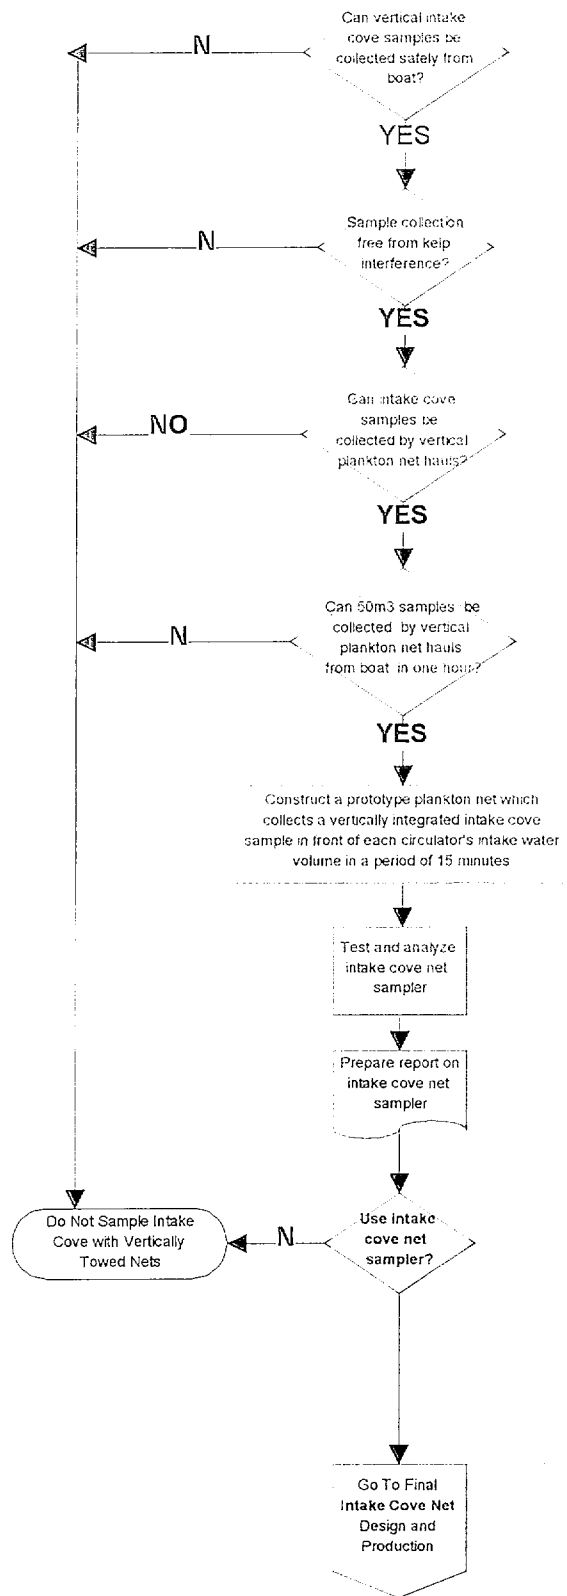 Can vertical intake
cove samples be
collected safely from
boat?
N
YES
Sample collection
free from kelp
interference?
N
YES
Can intake cove
samples be
collected by vertical
plankton net hauls?
NO
YES
Can 50m3 samples be
collected by vertical
plankton net hauls
from boat in one hour?
N
YES
Construct a prototype plankton net which
collects a vertically integrated intake cove
sample in front of each circulator's intake water
volume in a period of 15 minutes
Test and analyze
intake cove net
sampler
Prepare report on
intake cove net
sampler
Use intake
cove net
sampler?
N
Do Not Sample Intake
Cove with Vertically
Towed Nets
Go To Final
Intake Cove Net
Design and
Production